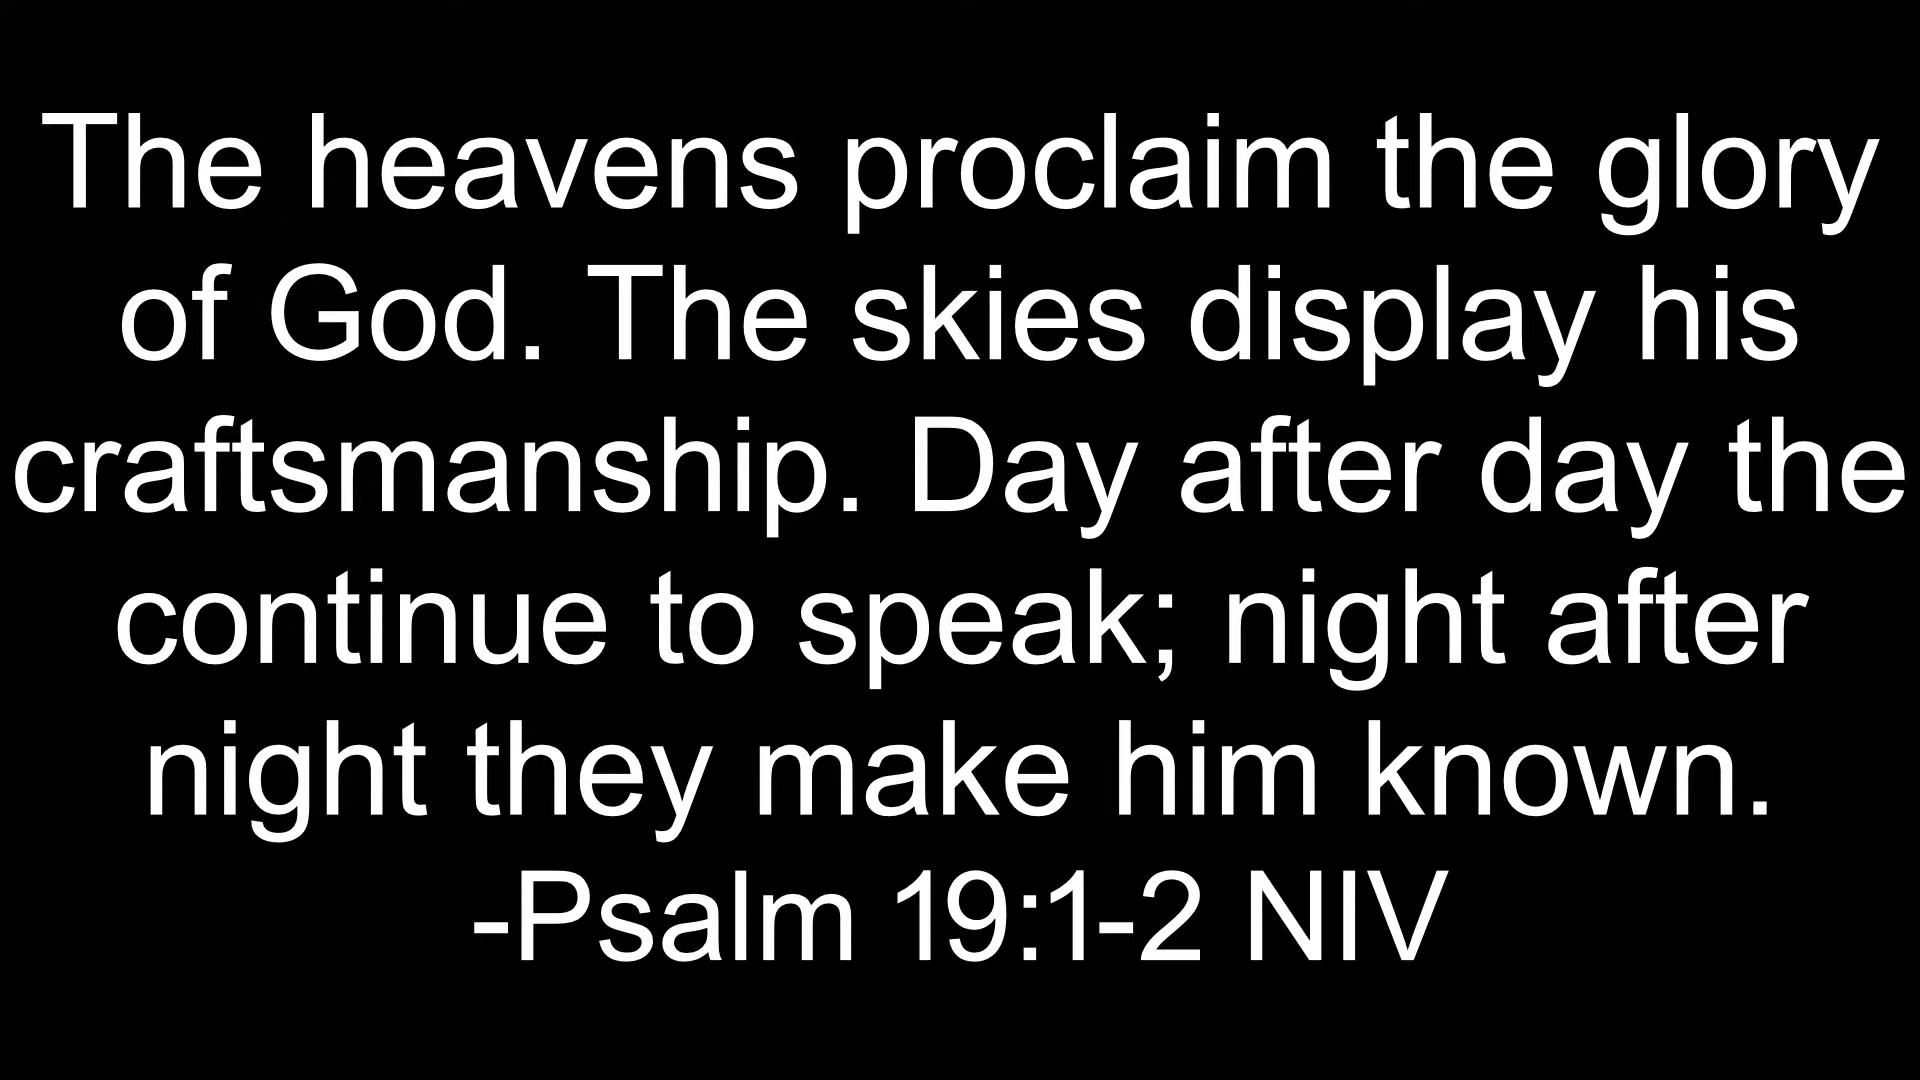 The heavens proclaim the glory
of God. The skies display his
craftsmanship. Day after day the
continue to speak; night after
night they make him known.
-Psalm 19:1-2 NIV